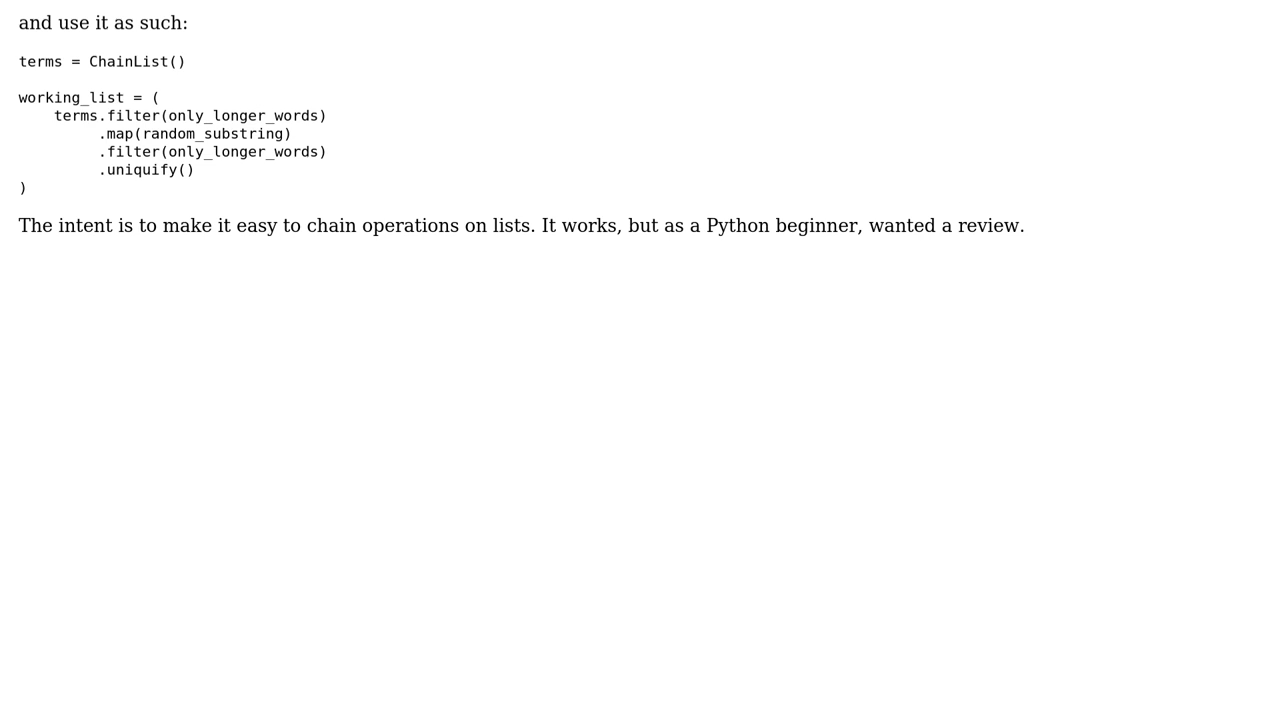 and use it as such:
terms = ChainList()
working_list = (
    terms.filter(only_longer_words)
         .map(random_substring)
         .filter(only_longer_words)
         .uniquify()
)
The intent is to make it easy to chain operations on lists. It works, but as a Python beginner, wanted a review.